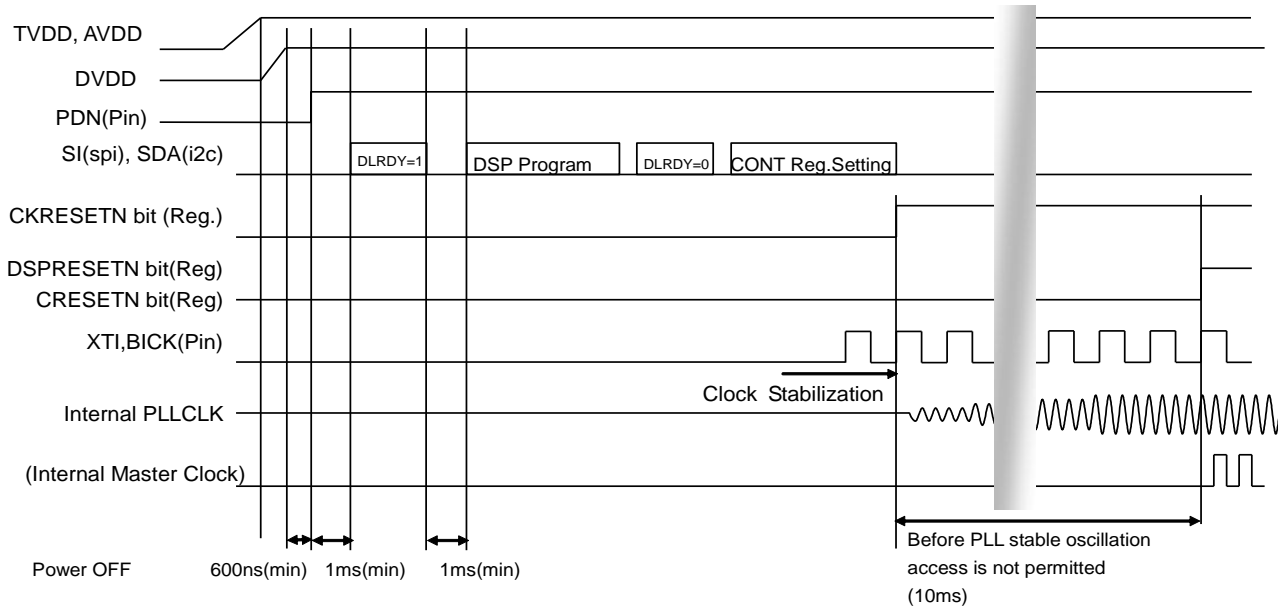 TVDD, AVDD
DVDD
PDN(Pin)
SI(spi), SDA(i2c)
DLRDY=1
DSP Program
DLRDY=0
CONT Reg.Setting
CKRESETN bit (Reg.)
DSPRESETN bit(Reg)
CRESETN bit(Reg)
XTI,BICK(Pin)
Clock Stabilization
Internal PLLCLK
(Internal Master Clock)
Before PLL stable oscillation
access is not permitted
(10ms)
Power OFF
600ns(min)
1ms(min)
1ms(min)